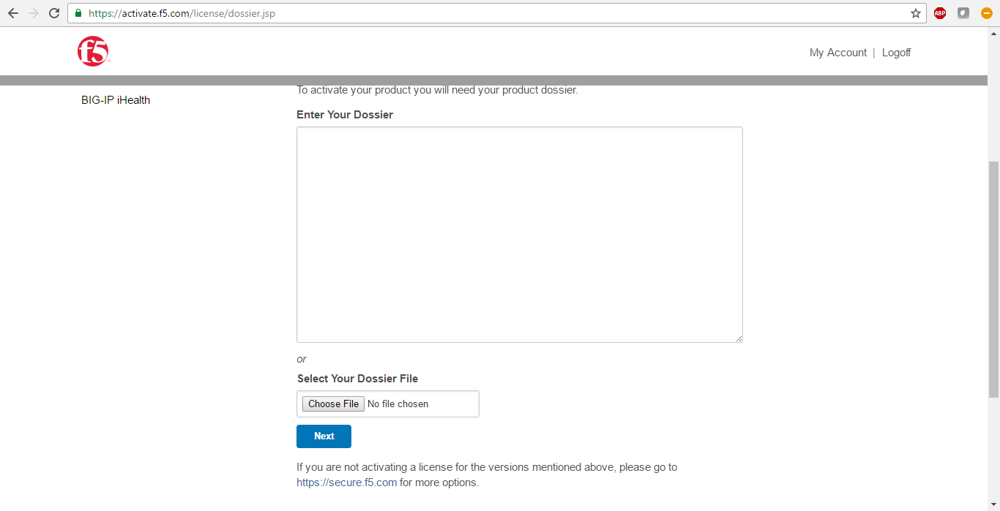 https://activate.f5.com/license/dossier.jsp
ABP
f5
My Account | Logoff
BIG-IP iHealth
To activate your product you will need your product dossier.
Enter Your Dossier
or
Select Your Dossier File
Choose File No file chosen
Next
If you are not activating a license for the versions mentioned above, please go to
https://secure.f5.com for more options.